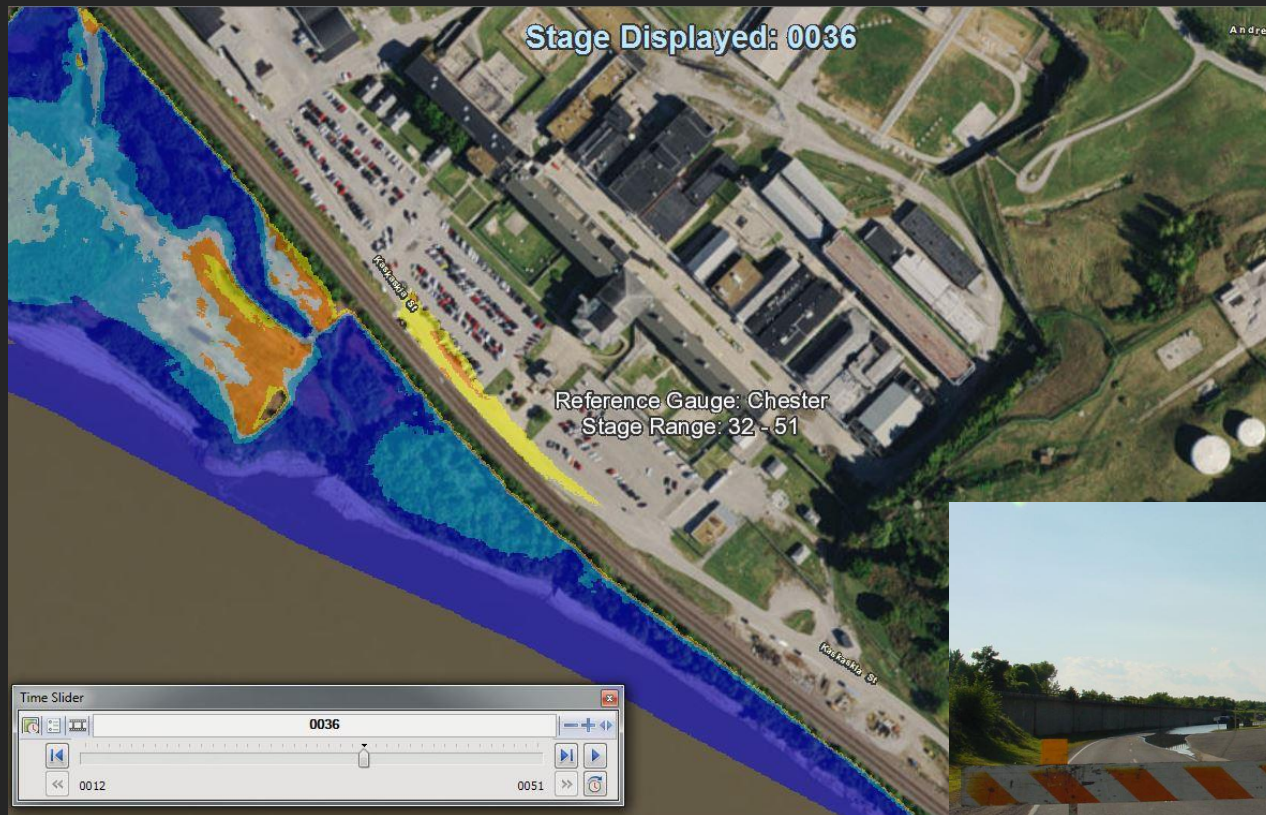 Stage Displayed: 0036
Andre
Kaskaskia St
Reference Gauge: Chester
Stage Range: 32 - 51
Kaskaskia St
Time Slider
0036
0012
0051